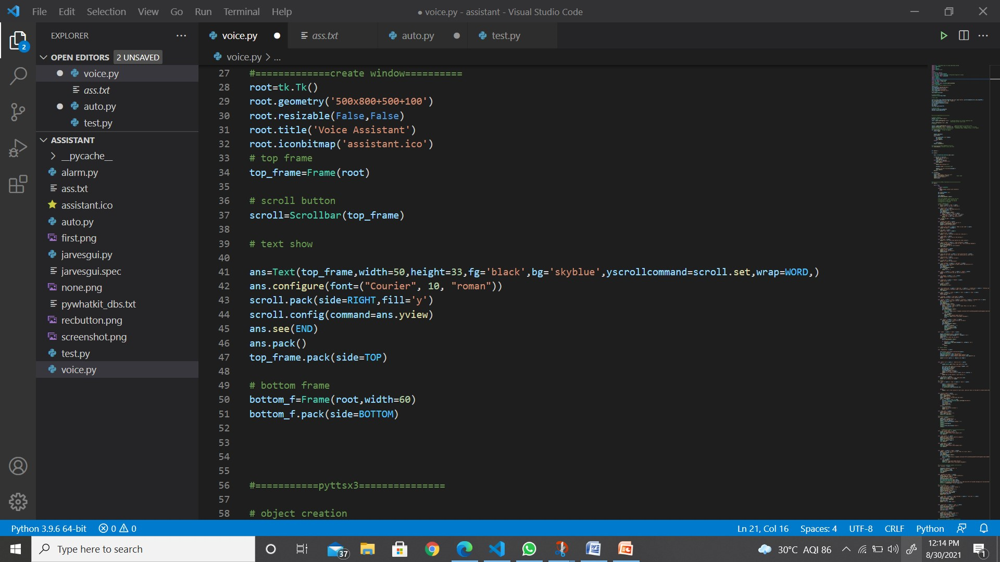 File Edit Selection View Go Run Terminal Help
● voice.py - assistant - Visual Studio Code
EXPLORER
2
OPEN EDITORS 2 UNSAVED
voice.py
ass.txt
auto.py
test.py
ASSISTANT
__pycache__
alarm.py
ass.txt
assistant.ico
auto.py
first.png
jarvesgui.py
jarvesgui.spec
none.png
pywhatkit_dbs.txt
recbutton.png
screenshot.png
test.py
voice.py
voice.py ass.txt auto.py test.py
voice.py > ...
27 #=============create window==========
28 root=tk.Tk()
29 root.geometry('500x800+500+100')
30 root.resizable(False,False)
31 root.title('Voice Assistant')
32 root.iconbitmap('assistant.ico')
33 # top frame
34 top_frame=Frame(root)
35
36 # scroll button
37 scroll=Scrollbar(top_frame)
38
39 # text show
40
41 ans=Text(top_frame,width=50,height=33,fg='black',bg='skyblue',yscrollcommand=scroll.set,wrap=WORD,)
42 ans.configure(font=("Courier", 10, "roman"))
43 scroll.pack(side=RIGHT,fill='y')
44 scroll.config(command=ans.yview)
45 ans.see(END)
46 ans.pack()
47 top_frame.pack(side=TOP)
48
49 # bottom frame
50 bottom_f=Frame(root,width=60)
51 bottom_f.pack(side=BOTTOM)
52
53
54
55
56 #===========pyttsx3===============
57
58 # object creation
Python 3.9.6 64-bit 0 0 Ln 21, Col 16 Spaces: 4 UTF-8 CRLF Python
Type here to search 37 30°C AQI 86 12:14 PM
8/30/2021 1